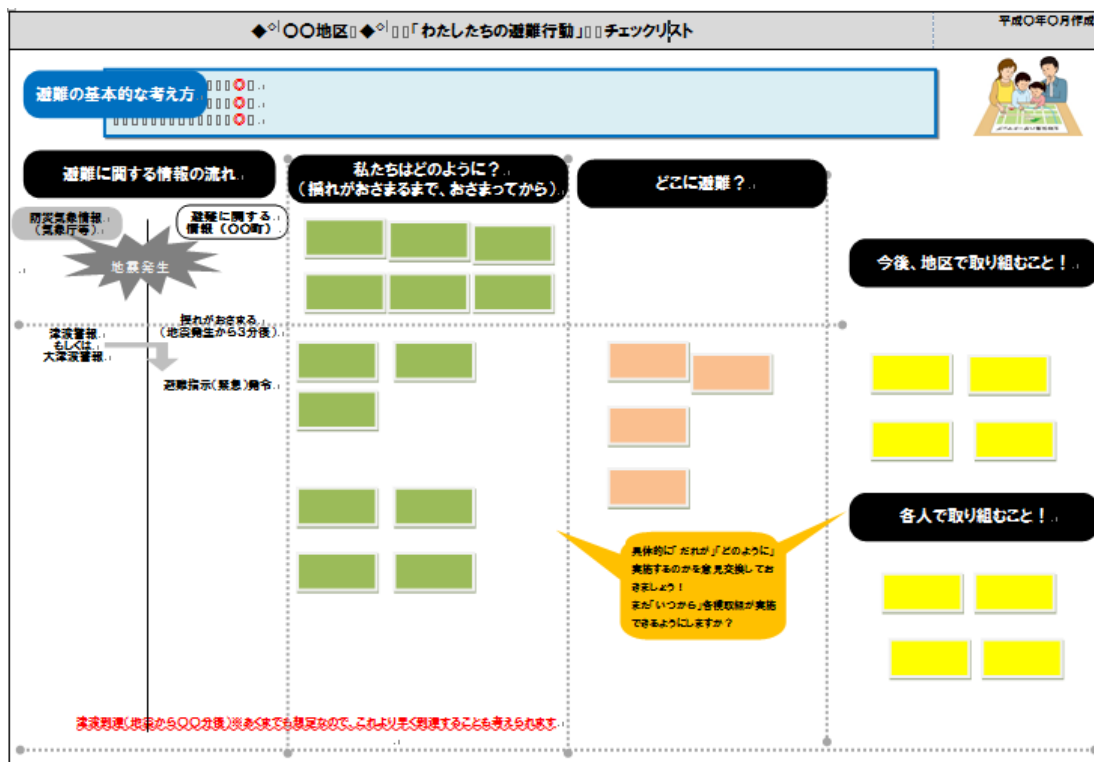 ◆〇〇地区◆「わたしたちの避難行動」チェックリスト
平成〇年〇月作成
避難の基本的な考え方
避難に関する情報の流れ
私たちはどのように？
（揺れがおさまるまで、おさまってから）
どこに避難？
防災気象情報
（気象庁等）
避難に関する
情報（〇〇町）
地震発生
今後、地区で取り組むこと！
揺れがおさまる
（地震発生から3分後）
津波警報
もしくは
大津波警報
避難指示（緊急）発令
各人で取り組むこと！
具体的に「だれが」「どのように」
実施するのかを意見交換してお
きましょう！
また「いつから」各種取組が実施
できるようにしますか？
津波到達（地震から〇〇分後）※あくまでも想定なので、これより早く到達することも考えられます